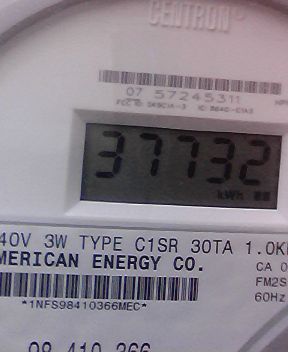 CENTRON®
07 57245311
37732
kWh
40V 3W TYPE C1SR 30TA 1.0K
MERICAN ENERGY CO.
CA 0
FM2S
60Hz
*1NFS98410366MEC*
98 410 366